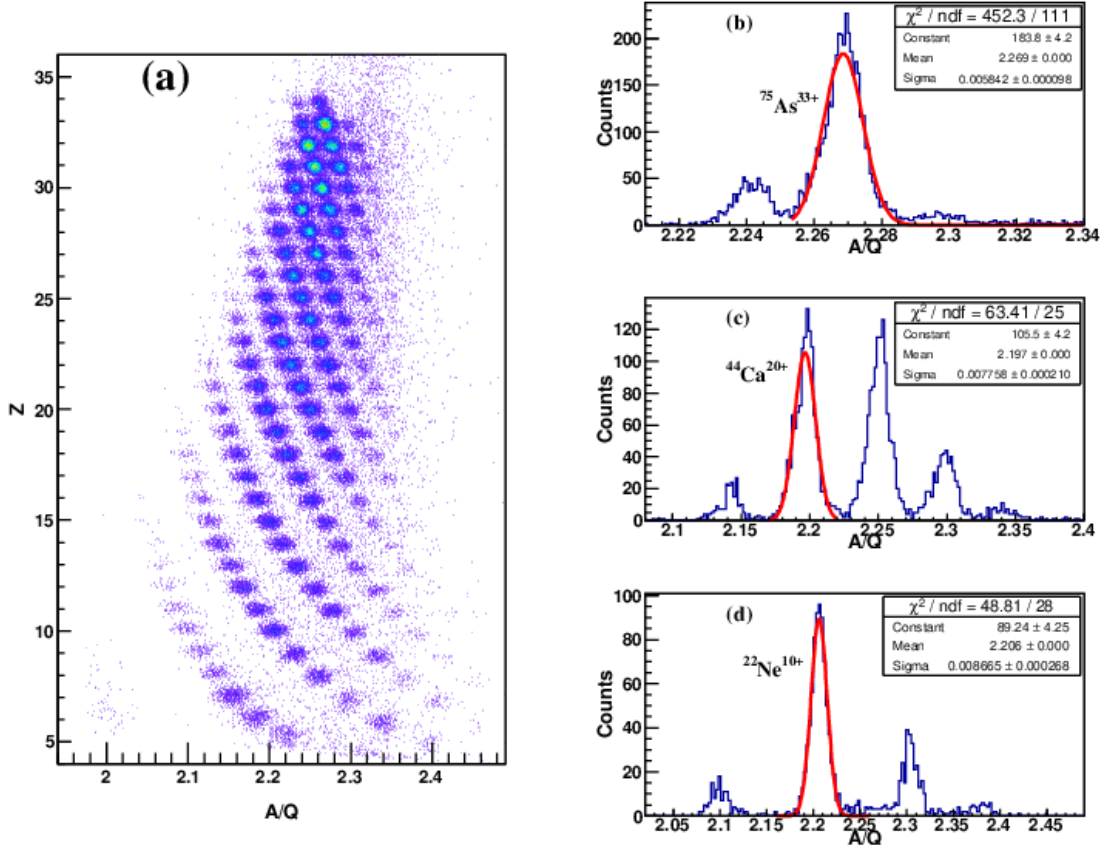 (a)
35
30
25
20
15
10
5
Z
2 2.1 2.2 2.3 2.4
A/Q
(b)
χ² / ndf = 452.3 / 111
Constant 183.8 ± 4.2
Mean 2.269 ± 0.000
Sigma 0.005842 ± 0.000098
⁷⁵As³³⁺
Counts
200
150
100
50
0
2.22 2.24 2.26 2.28 2.3 2.32 2.34
A/Q
(c)
χ² / ndf = 63.41 / 25
Constant 105.5 ± 4.2
Mean 2.197 ± 0.000
Sigma 0.007758 ± 0.000210
⁴⁴Ca²⁰⁺
Counts
120
100
80
60
40
20
0
2.1 2.15 2.2 2.25 2.3 2.35 2.4
A/Q
(d)
χ² / ndf = 48.81 / 28
Constant 89.24 ± 4.25
Mean 2.206 ± 0.000
Sigma 0.008665 ± 0.000268
²²Ne¹⁰⁺
Counts
100
80
60
40
20
0
2.05 2.1 2.15 2.2 2.25 2.3 2.35 2.4 2.45
A/Q